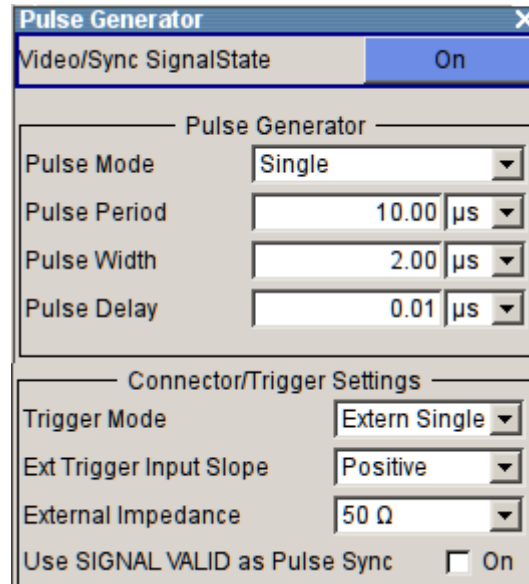 Pulse Generator
Video/Sync SignalState On
Pulse Generator
Pulse Mode Single
Pulse Period 10.00 µs
Pulse Width 2.00 µs
Pulse Delay 0.01 µs
Connector/Trigger Settings
Trigger Mode Extern Single
Ext Trigger Input Slope Positive
External Impedance 50 Ω
Use SIGNAL VALID as Pulse Sync On